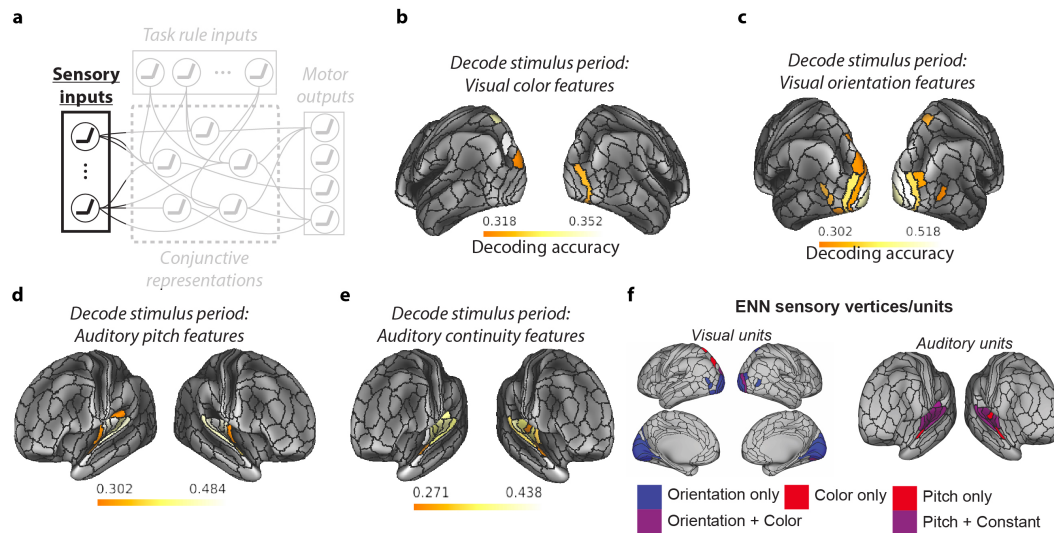 a
Task rule inputs
Sensory
inputs
Motor
outputs
Conjunctive
representations
b
Decode stimulus period:
Visual color features
0.318 0.352
Decoding accuracy
c
Decode stimulus period:
Visual orientation features
0.302 0.518
Decoding accuracy
d
Decode stimulus period:
Auditory pitch features
0.302 0.484
e
Decode stimulus period:
Auditory continuity features
0.271 0.438
f
ENN sensory vertices/units
Visual units
Auditory units
Orientation only Color only Pitch only
Orientation + Color Pitch + Constant